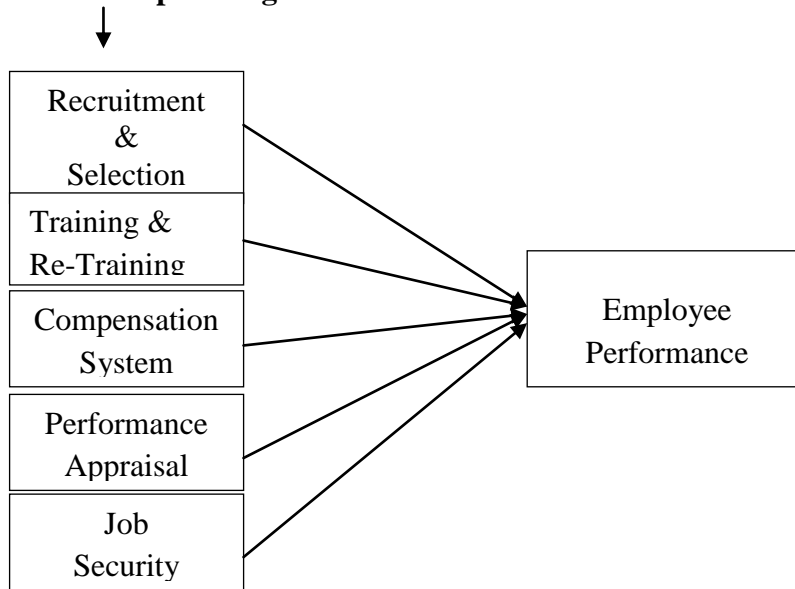 Recruitment
&
Selection
Training &
Re-Training
Compensation
System
Performance
Appraisal
Job
Security
Employee
Performance